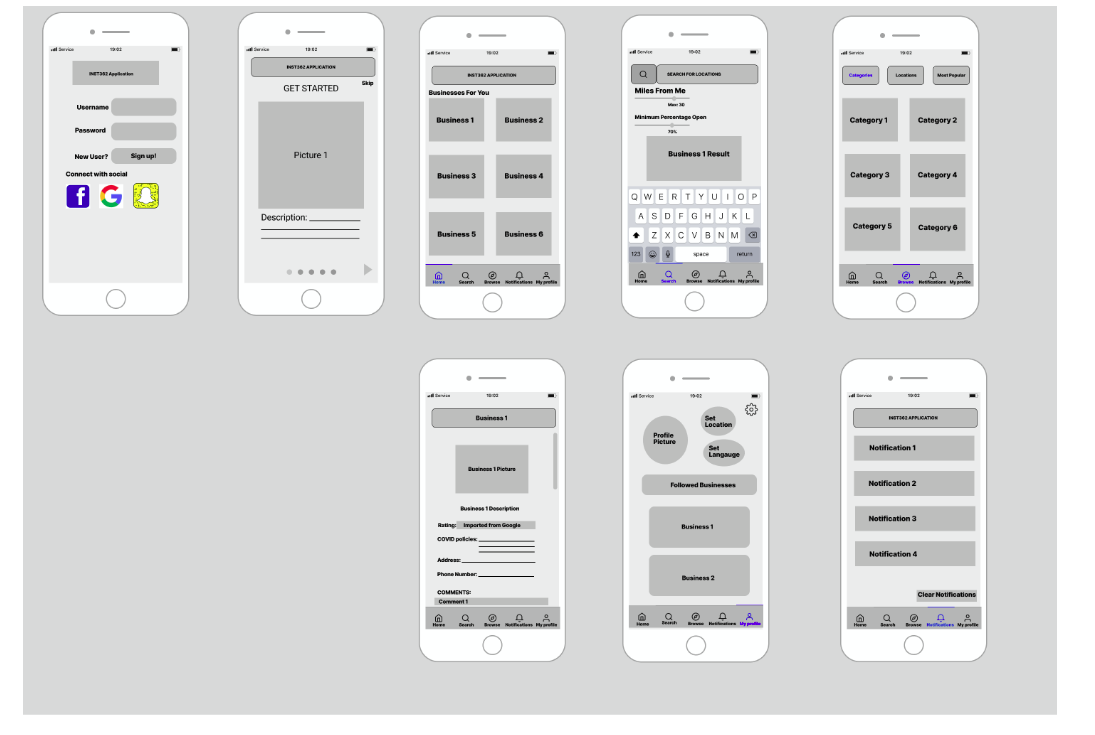 Service 19:02
INST362 Application
Username
Password
New User? Sign up!
Connect with social
f G
Service 19:02
INST362 APPLICATION
Skip
GET STARTED
Picture 1
Description:
Service 19:02
INST362 APPLICATION
Businesses For You
Business 1 Business 2
Business 3 Business 4
Business 5 Business 6
Home Search Browse Notifications My profile
Service 19:02
SEARCH FOR LOCATIONS
Miles From Me
Max: 30
Minimum Percentage Open
70%
Business 1 Result
Q W E R T Y U I O P
A S D F G H J K L
Z X C V B N M
123 space return
Home Search Browse Notifications My profile
Service 19:02
Categories Locations Most Popular
Category 1 Category 2
Category 3 Category 4
Category 5 Category 6
Home Search Browse Notifications My profile
Service 19:02
Business 1
Business 1 Picture
Business 1 Description
Rating: Imported from Google
COVID policies:
Address:
Phone Number:
COMMENTS:
Comment 1
Home Search Browse Notifications My profile
Service 19:02
Profile
Picture
Set
Location
Set
Langauge
Followed Businesses
Business 1
Business 2
Home Search Browse Notifications My profile
Service 19:02
INST362 APPLICATION
Notification 1
Notification 2
Notification 3
Notification 4
Clear Notifications
Home Search Browse Notifications My profile